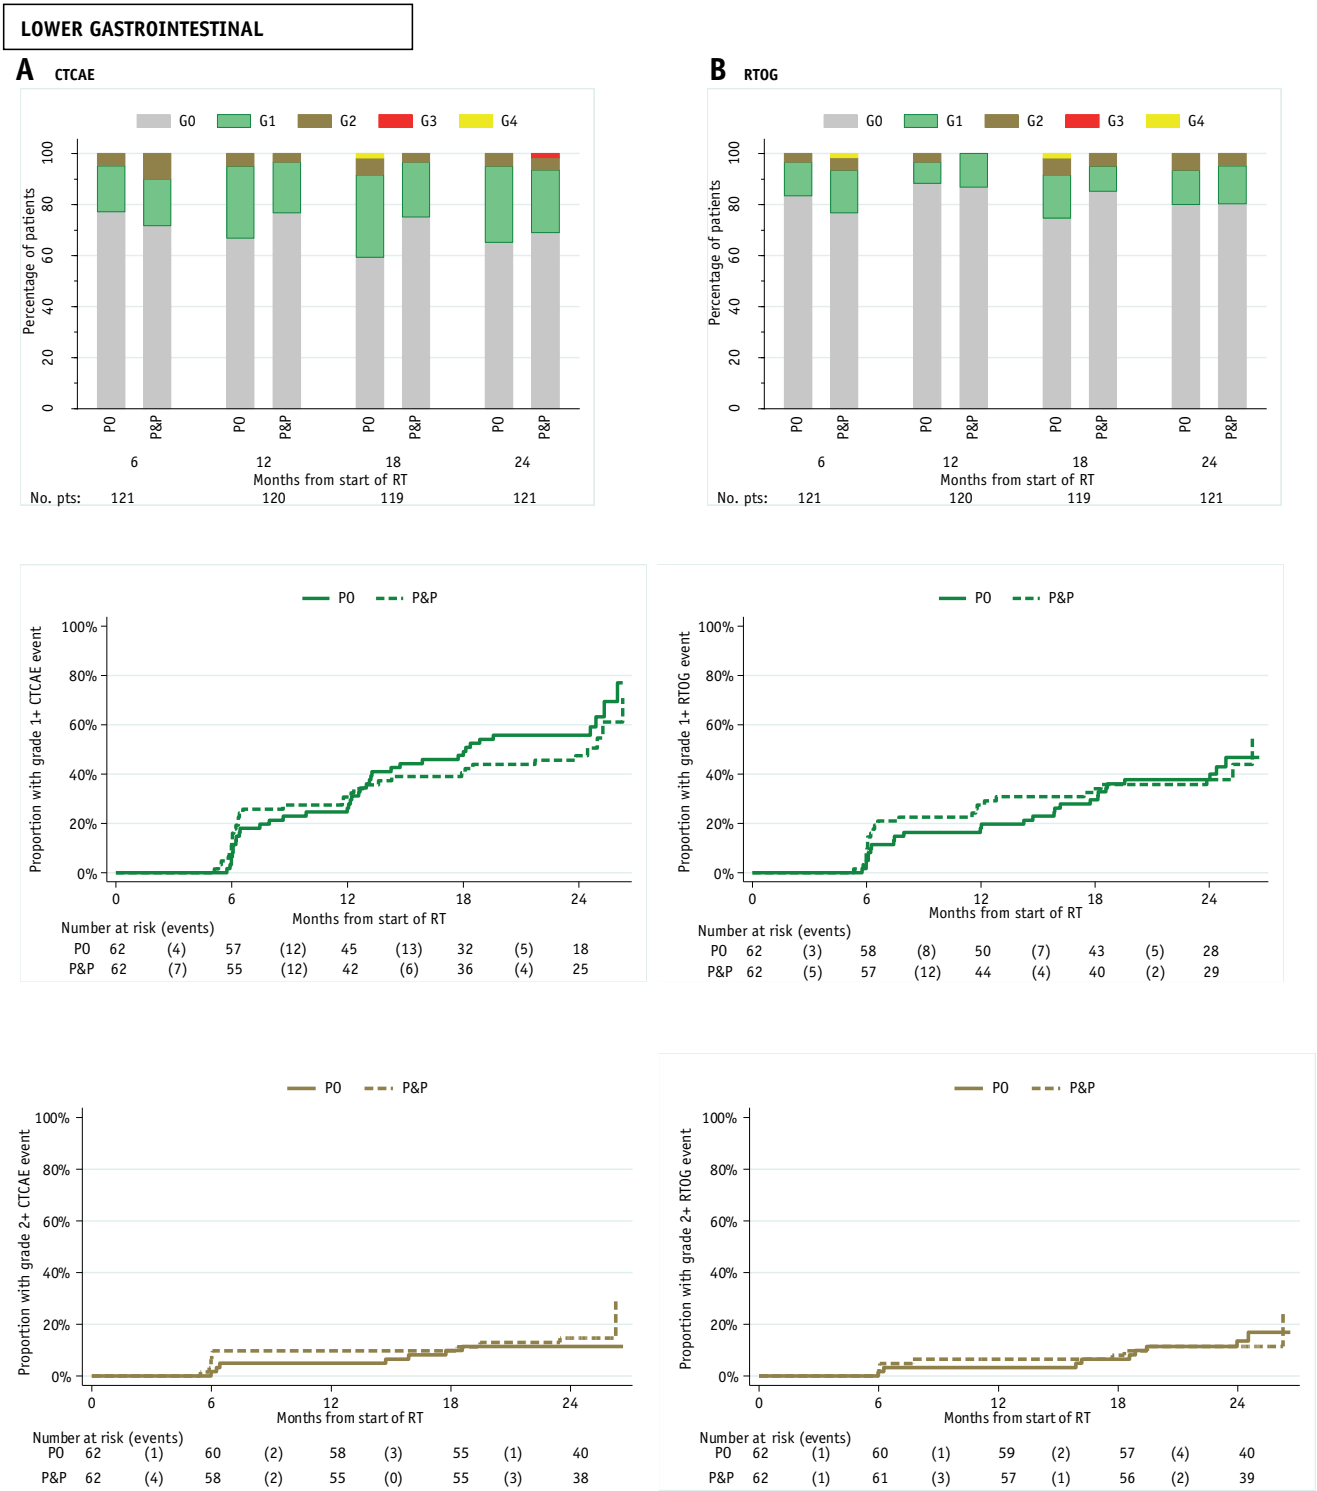 LOWER GASTROINTESTINAL
A CTCAE
G0 G1 G2 G3 G4
Percentage of patients
100
80
60
40
20
0
PO P&P PO P&P PO P&P PO P&P
6 12 18 24
Months from start of RT
No. pts: 121 120 119 121
B RTOG
G0 G1 G2 G3 G4
Percentage of patients
100
80
60
40
20
0
PO P&P PO P&P PO P&P PO P&P
6 12 18 24
Months from start of RT
No. pts: 121 120 119 121
PO P&P
Proportion with grade 1+ CTCAE event
100%
80%
60%
40%
20%
0%
0 6 12 18 24
Months from start of RT
Number at risk (events)
PO 62 (4) 57 (12) 45 (13) 32 (5) 18
P&P 62 (7) 55 (12) 42 (6) 36 (4) 25
PO P&P
Proportion with grade 1+ RTOG event
100%
80%
60%
40%
20%
0%
0 6 12 18 24
Months from start of RT
Number at risk (events)
PO 62 (3) 58 (8) 50 (7) 43 (5) 28
P&P 62 (5) 57 (12) 44 (4) 40 (2) 29
PO P&P
Proportion with grade 2+ CTCAE event
100%
80%
60%
40%
20%
0%
0 6 12 18 24
Months from start of RT
Number at risk (events)
PO 62 (1) 60 (2) 58 (3) 55 (1) 40
P&P 62 (4) 58 (2) 55 (0) 55 (3) 38
PO P&P
Proportion with grade 2+ RTOG event
100%
80%
60%
40%
20%
0%
0 6 12 18 24
Months from start of RT
Number at risk (events)
PO 62 (1) 60 (1) 59 (2) 57 (4) 40
P&P 62 (1) 61 (3) 57 (1) 56 (2) 39